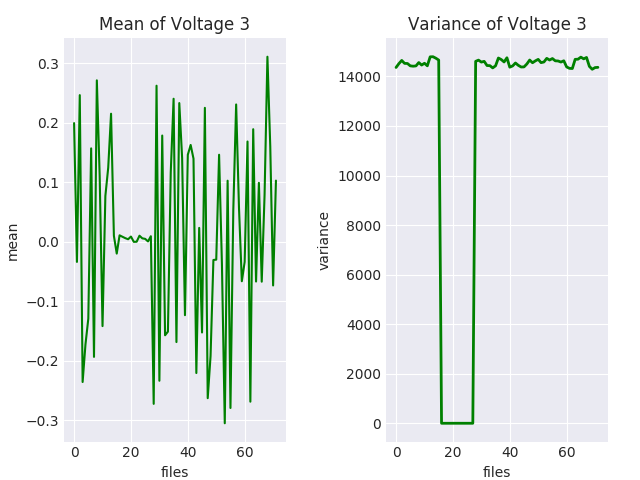 Mean of Voltage 3
0.3
0.2
0.1
0.0
−0.1
−0.2
−0.3
mean
0 20 40 60
files
Variance of Voltage 3
14000
12000
10000
8000
6000
4000
2000
0
variance
0 20 40 60
files